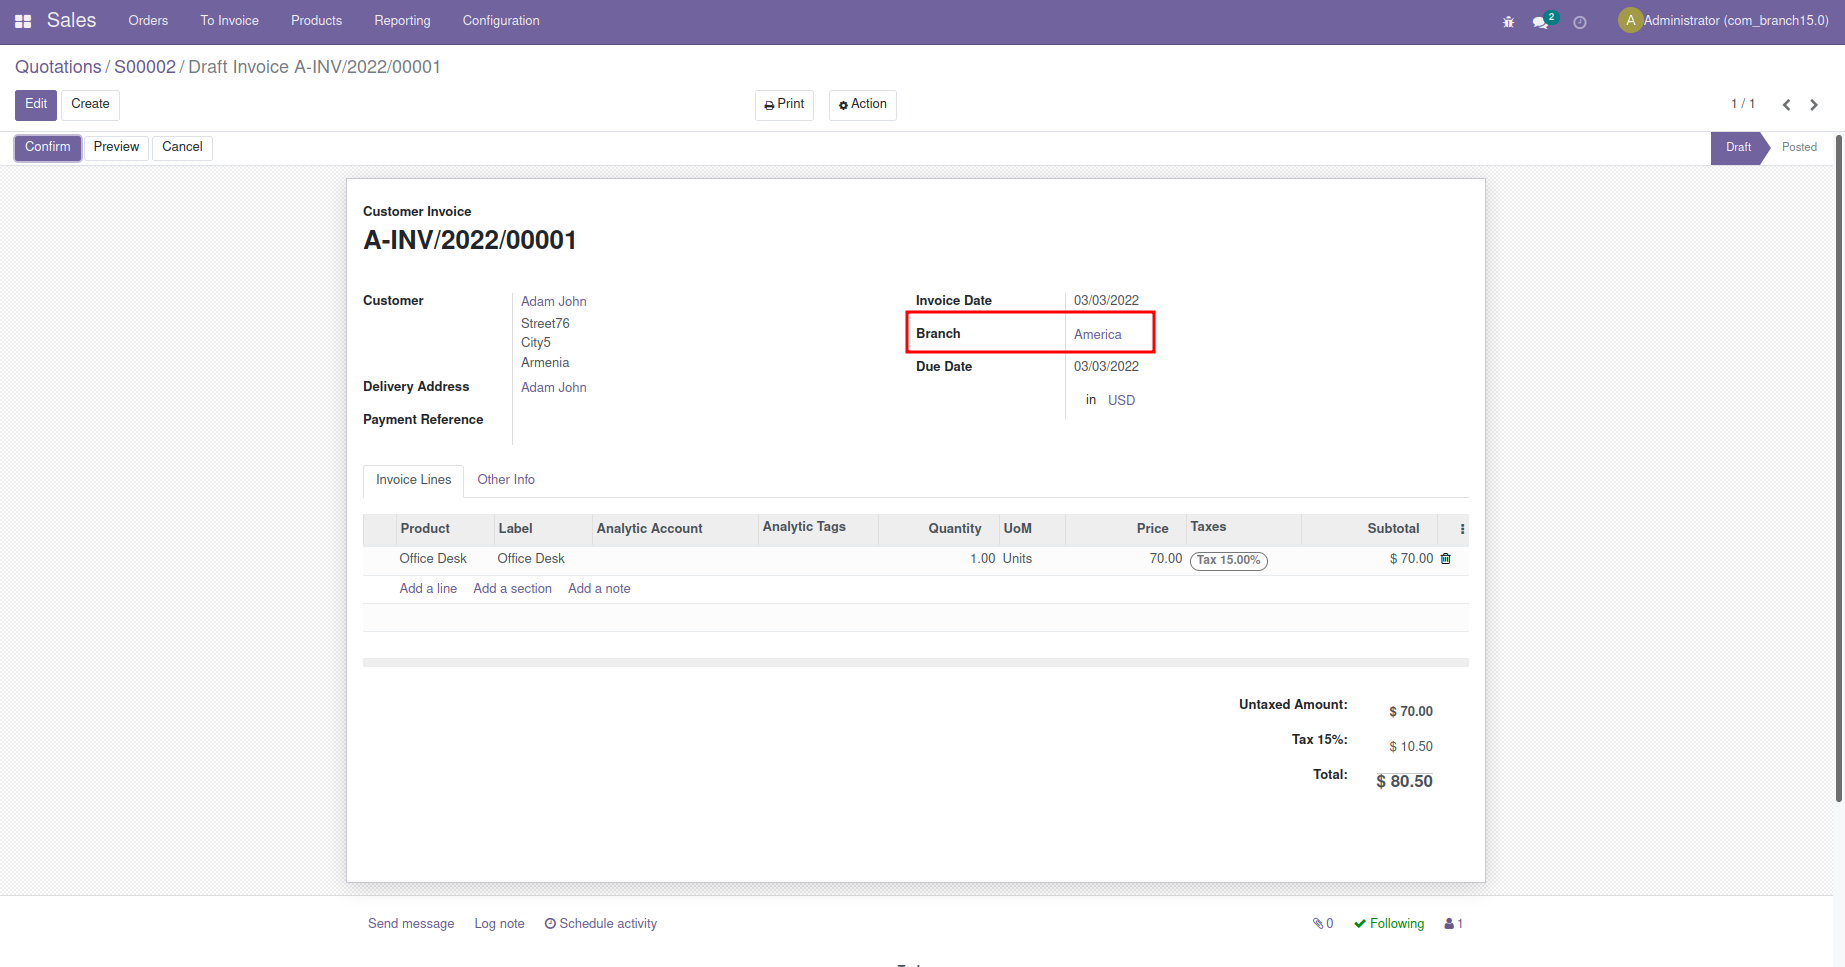 Sales Orders To Invoice Products Reporting Configuration 2 A Administrator (com_branch15.0)
Quotations / S00002 / Draft Invoice A-INV/2022/00001
Edit Create Print Action 1 / 1
Confirm Preview Cancel Draft Posted
Customer Invoice
A-INV/2022/00001
Customer Adam John
Street76
City5
Armenia
Delivery Address Adam John
Payment Reference
Invoice Date 03/03/2022
Branch America
Due Date 03/03/2022
in USD
Invoice Lines Other Info
Product Label Analytic Account Analytic Tags Quantity UoM Price Taxes Subtotal
Office Desk Office Desk 1.00 Units 70.00 Tax 15.00% $ 70.00
Add a line Add a section Add a note
Untaxed Amount: $ 70.00
Tax 15%: $ 10.50
Total: $ 80.50
Send message Log note Schedule activity 0 Following 1